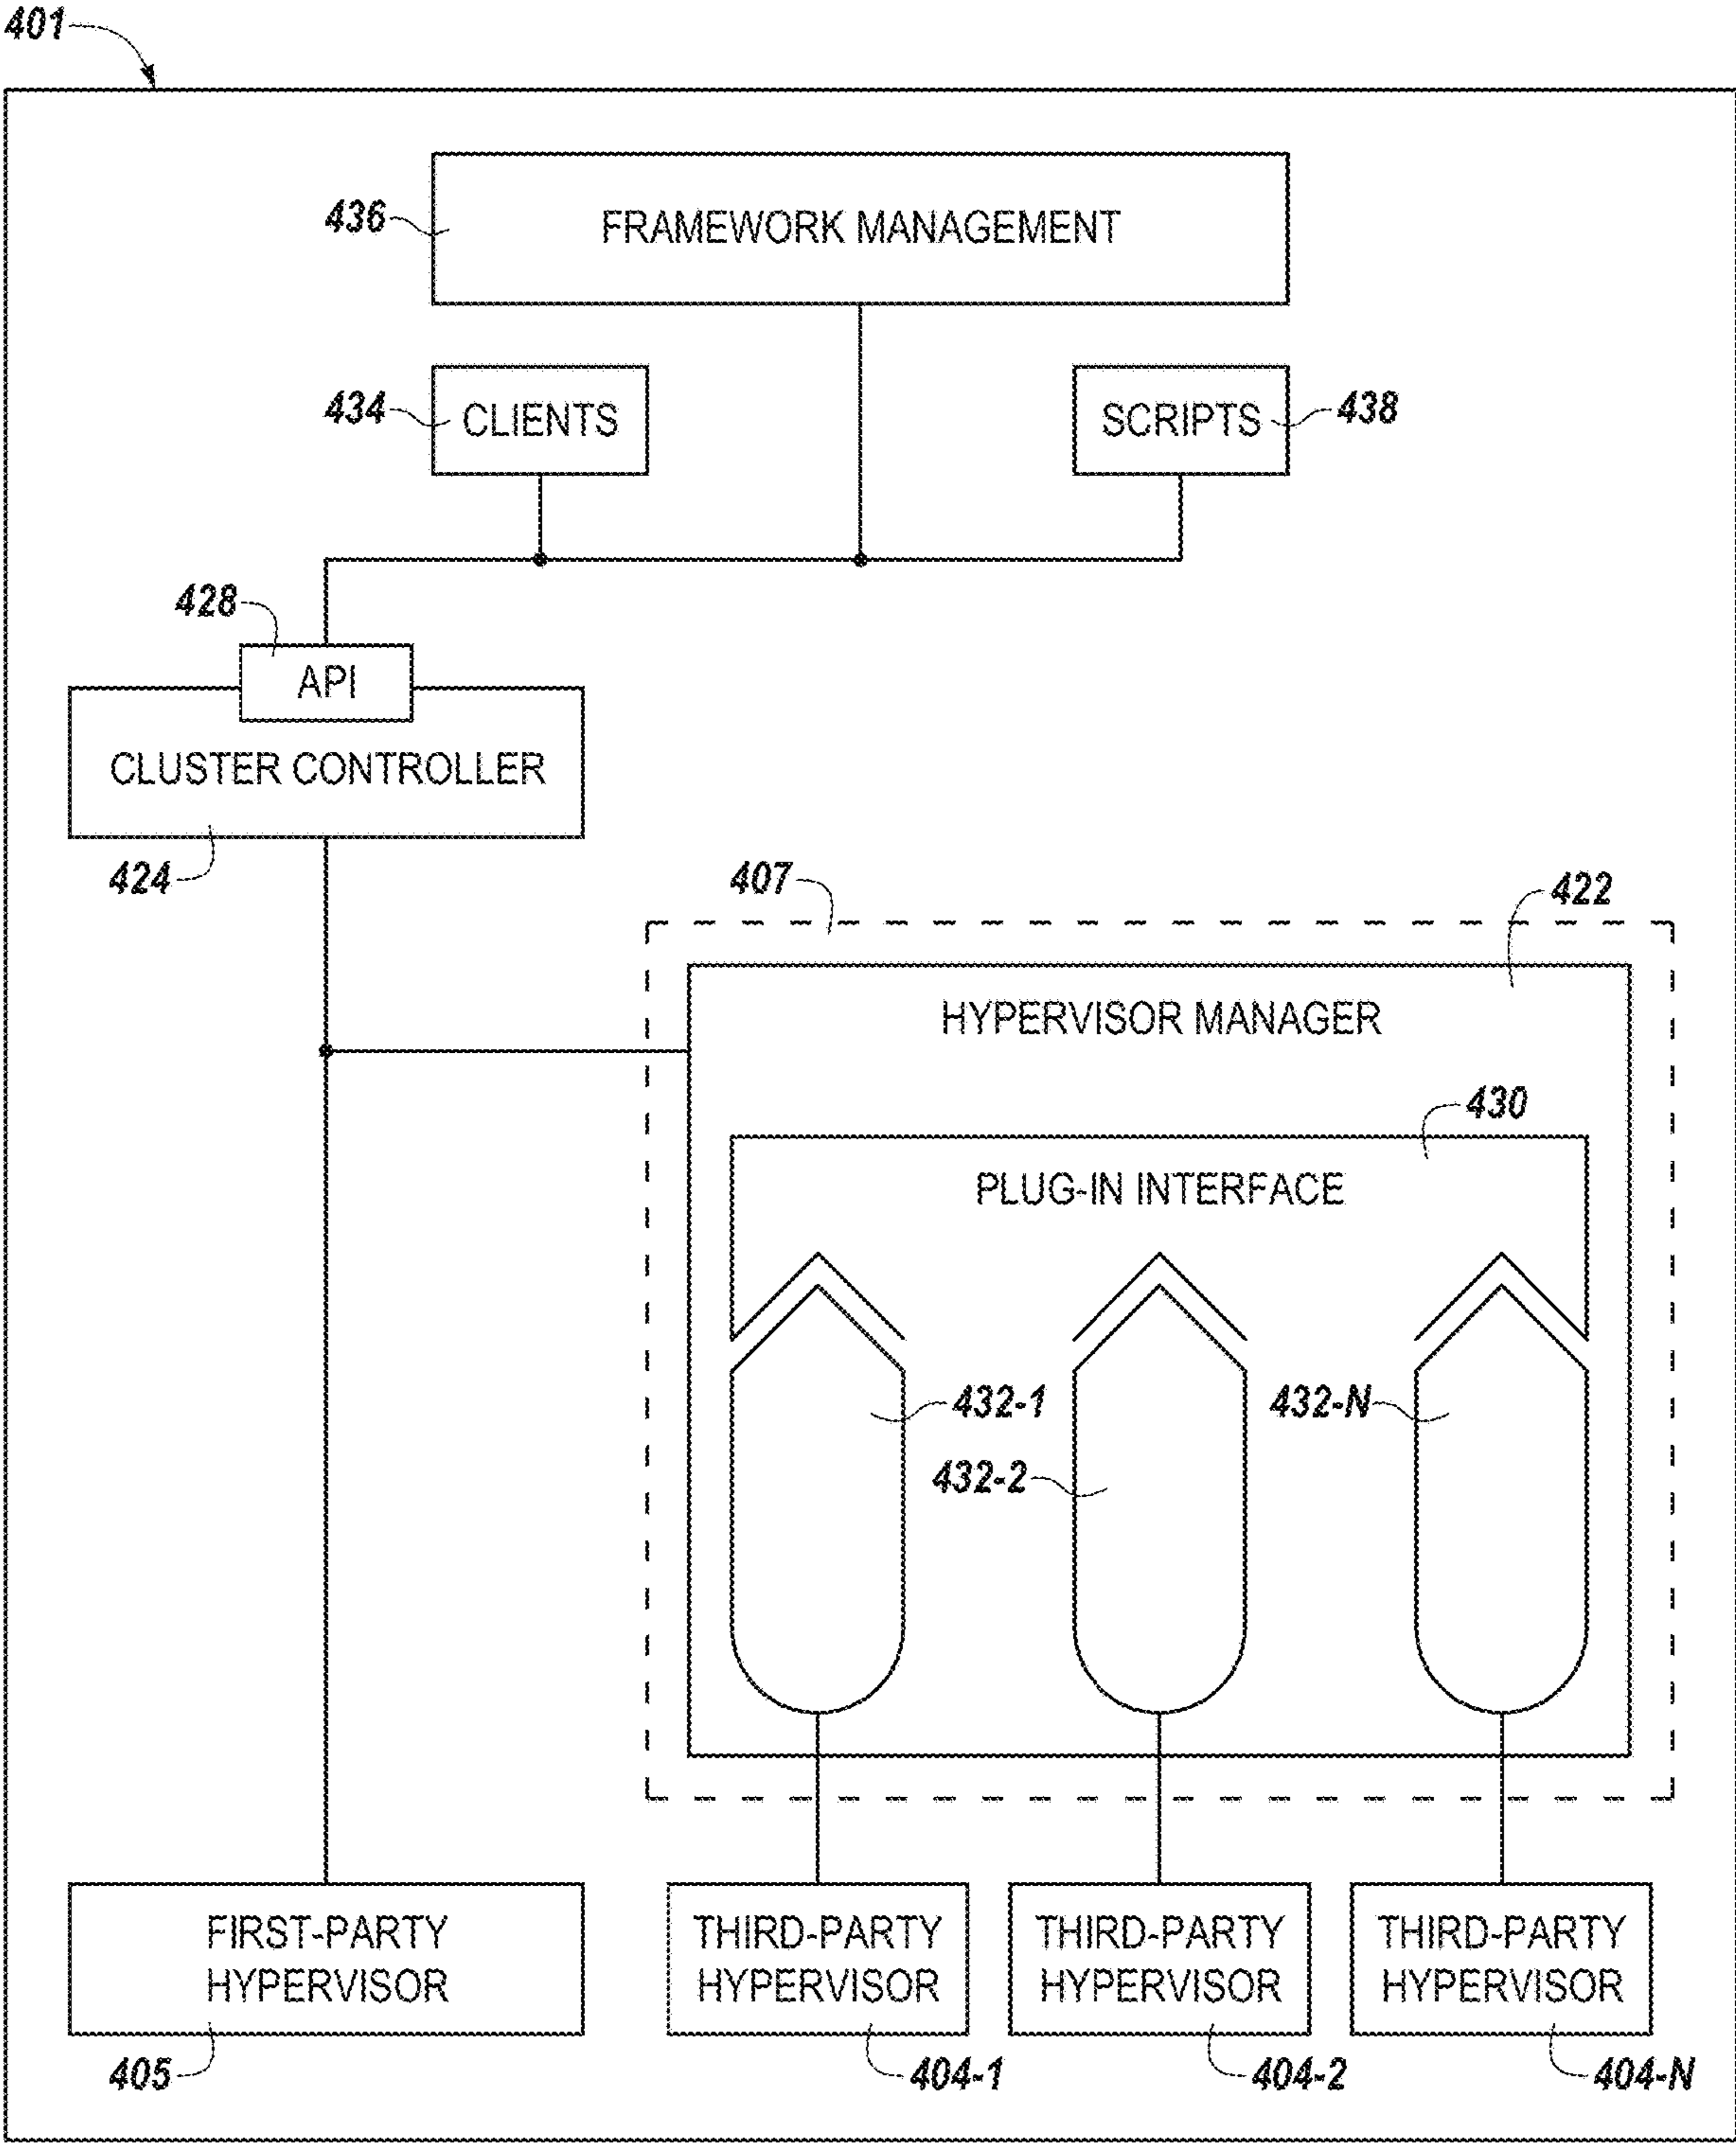 401
436
FRAMEWORK MANAGEMENT
434
CLIENTS
SCRIPTS
438
428
API
CLUSTER CONTROLLER
424
407
422
HYPERVISOR MANAGER
430
PLUG-IN INTERFACE
432-1
432-N
432-2
FIRST-PARTY
HYPERVISOR
THIRD-PARTY
HYPERVISOR
THIRD-PARTY
HYPERVISOR
THIRD-PARTY
HYPERVISOR
405
404-1
404-2
404-N